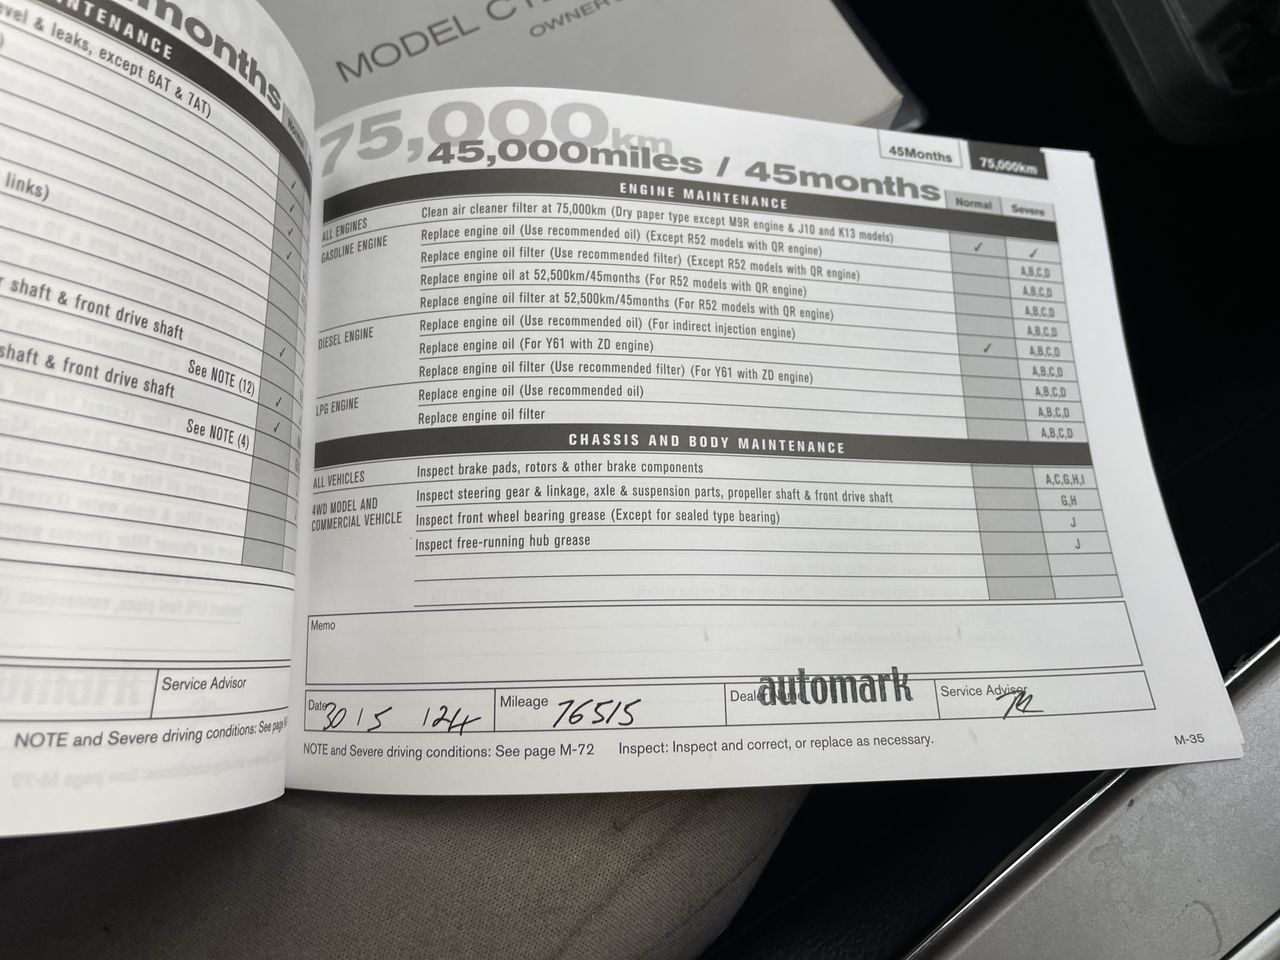 months
NTENANCE
evel & leaks, except 6AT & 7AT)
Normal
links)
r shaft & front drive shaft
See NOTE (12)
shaft & front drive shaft
See NOTE (4)
Service Advisor
NOTE and Severe driving conditions: See page
MODEL
OWNER
75,000km
45,000miles / 45months
45Months
75,000km
ENGINE MAINTENANCE
Normal Severe
ALL ENGINES Clean air cleaner filter at 75,000km (Dry paper type except M9R engine & J10 and K13 models) ✓ ✓
GASOLINE ENGINE Replace engine oil (Use recommended oil) (Except R52 models with QR engine) A,B,C,D
Replace engine oil filter (Use recommended filter) (Except R52 models with QR engine) A,B,C,D
Replace engine oil at 52,500km/45months (For R52 models with QR engine) A,B,C,D
Replace engine oil filter at 52,500km/45months (For R52 models with QR engine) A,B,C,D
DIESEL ENGINE Replace engine oil (Use recommended oil) (For indirect injection engine) ✓ A,B,C,D
Replace engine oil (For Y61 with ZD engine) A,B,C,D
Replace engine oil filter (Use recommended filter) (For Y61 with ZD engine) A,B,C,D
LPG ENGINE Replace engine oil (Use recommended oil) A,B,C,D
Replace engine oil filter A,B,C,D
CHASSIS AND BODY MAINTENANCE
ALL VEHICLES Inspect brake pads, rotors & other brake components A,C,G,H,I
4WD MODEL AND COMMERCIAL VEHICLE Inspect steering gear & linkage, axle & suspension parts, propeller shaft & front drive shaft G,H
Inspect front wheel bearing grease (Except for sealed type bearing) J
Inspect free-running hub grease J
Memo
Date 30 15 124 Mileage 76515 Dealer automark Service Advisor
NOTE and Severe driving conditions: See page M-72 Inspect: Inspect and correct, or replace as necessary.
M-35